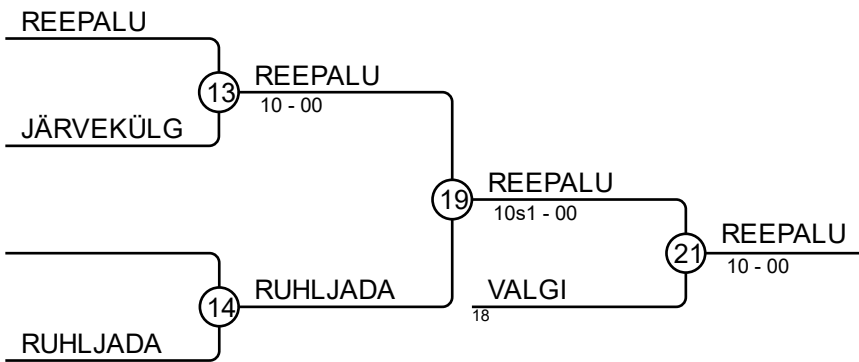 REEPALU
13
REEPALU
10 - 00
JÄRVEKÜLG
19
REEPALU
10s1 - 00
21
REEPALU
10 - 00
14
RUHLJADA
VALGI
18
RUHLJADA